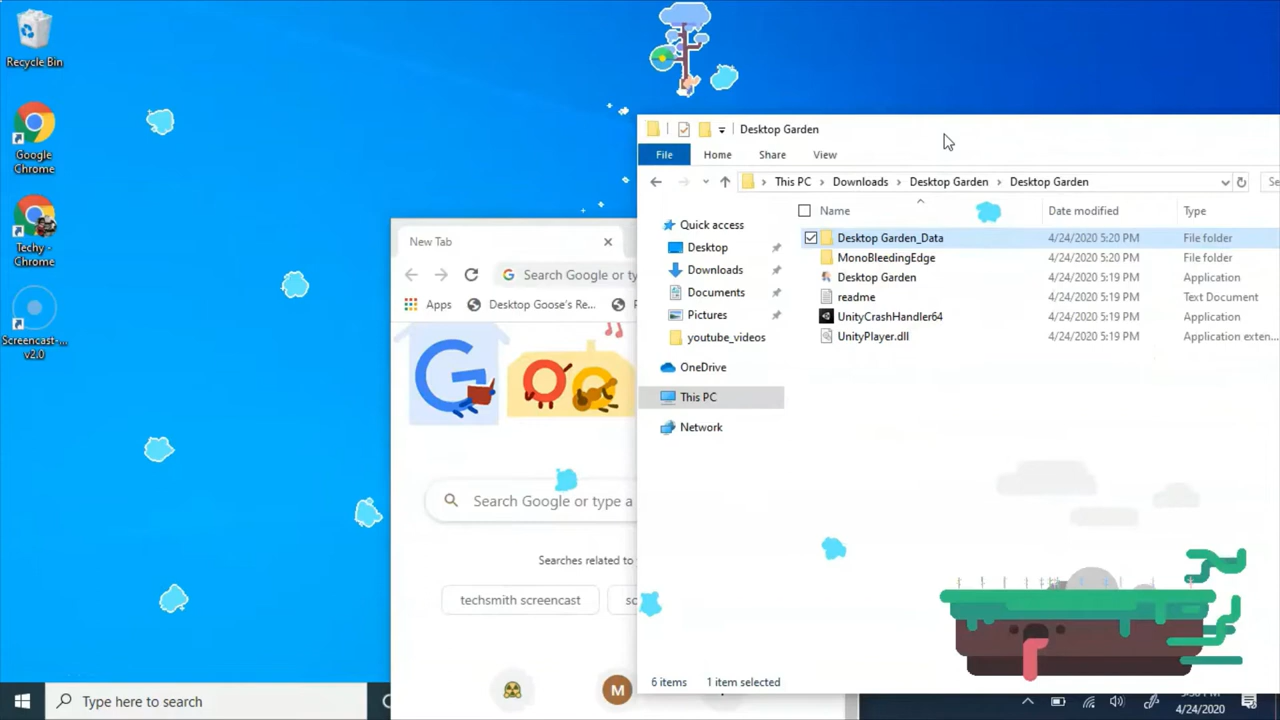 Recycle Bin
Google
Chrome
Techy -
Chrome
Screencast-...
v2.0
Desktop Garden
File Home Share View
This PC Downloads Desktop Garden Desktop Garden
Name Date modified Type
Quick access
Desktop
Downloads
Documents
Pictures
youtube_videos
OneDrive
This PC
Network
Desktop Garden_Data 4/24/2020 5:20 PM File folder
MonoBleedingEdge 4/24/2020 5:20 PM File folder
Desktop Garden 4/24/2020 5:19 PM Application
readme 4/24/2020 5:19 PM Text Document
UnityCrashHandler64 4/24/2020 5:19 PM Application
UnityPlayer.dll 4/24/2020 5:19 PM Application exten...
6 items 1 item selected
New Tab
Search Google or ty
Apps Desktop Goose's Re...
Search Google or type a
Searches related to
techsmith screencast
M
Type here to search
4/24/2020